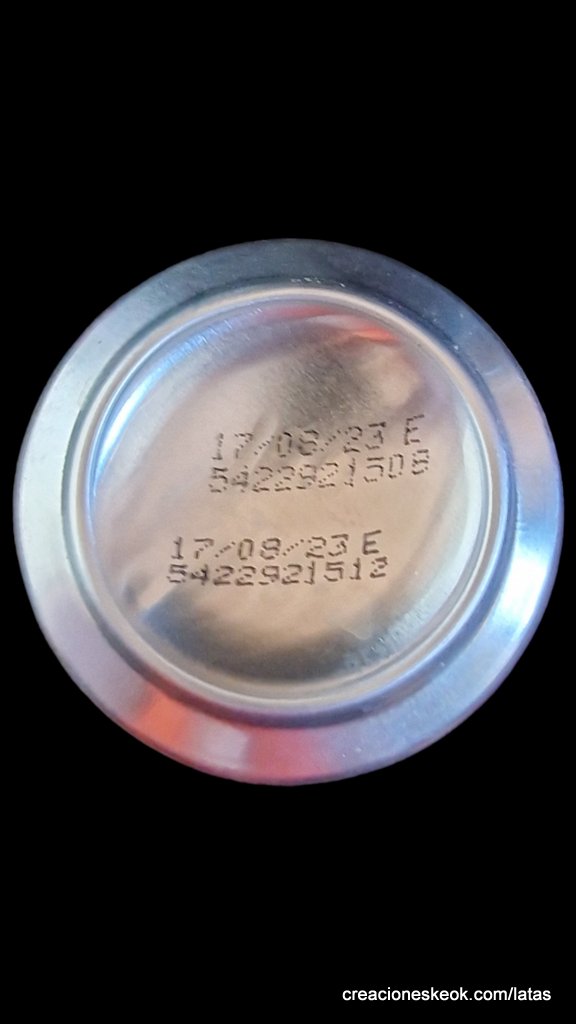 17/08/23 E
5422921508
17/08/23 E
5422921512
creacioneskeok.com/latas